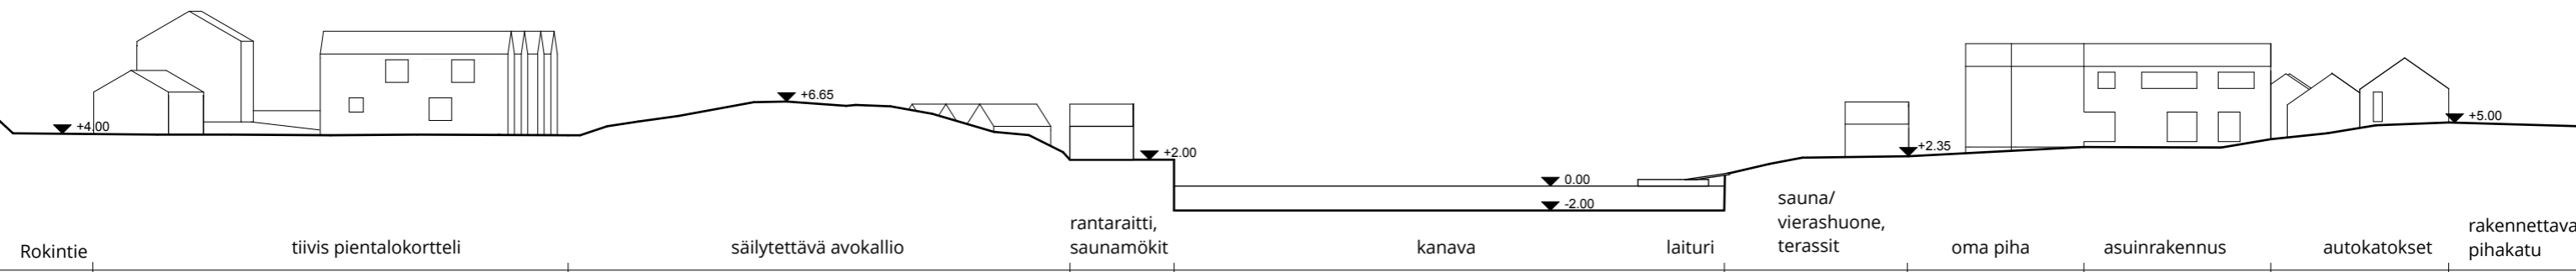 +4.00
+6.65
+2.00
0.00
-2.00
+2.35
+5.00
Rokintie
tiivis pientalokortteli
säilytettävä avokallio
rantaraitti,
saunamökit
kanava
laituri
sauna/
vierashuone,
terassit
oma piha
asuinrakennus
autokatokset
rakennettava
pihakatu